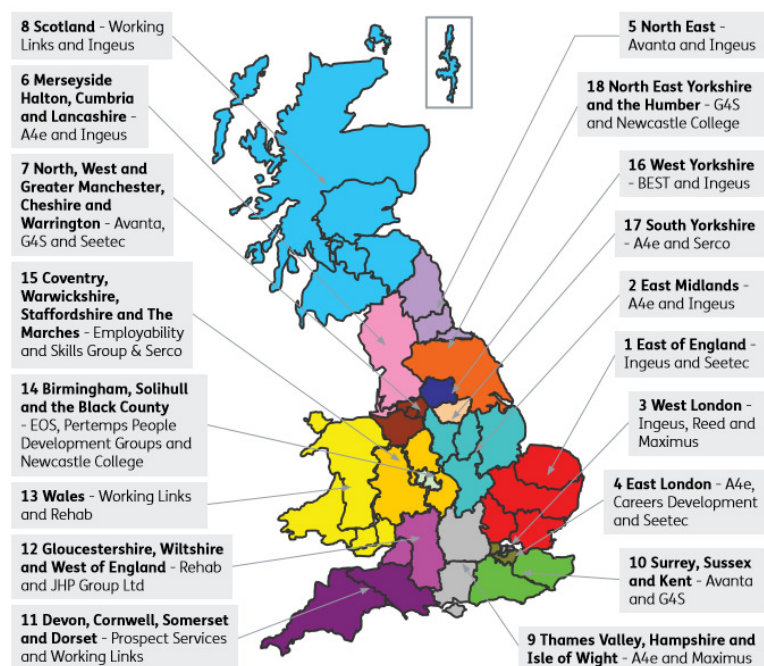 8 Scotland - Working
Links and Ingeus
6 Merseyside
Halton, Cumbria
and Lancashire -
A4e and Ingeus
7 North, West and
Greater Manchester,
Cheshire and
Warrington - Avanta,
G4S and Seetec
15 Coventry,
Warwickshire,
Staffordshire and The
Marches - Employability
and Skills Group & Serco
14 Birmingham, Solihull
and the Black County
- EOS, Pertemps People
Development Groups and
Newcastle College
13 Wales - Working Links
and Rehab
12 Gloucestershire, Wiltshire
and West of England - Rehab
and JHP Group Ltd
11 Devon, Cornwell, Somerset
and Dorset - Prospect Services
and Working Links
5 North East -
Avanta and Ingeus
18 North East Yorkshire
and the Humber - G4S
and Newcastle College
16 West Yorkshire
- BEST and Ingeus
17 South Yorkshire
- A4e and Serco
2 East Midlands -
A4e and Ingeus
1 East of England -
Ingeus and Seetec
3 West London -
Ingeus, Reed and
Maximus
4 East London - A4e,
Careers Development
and Seetec
10 Surrey, Sussex
and Kent - Avanta
and G4S
9 Thames Valley, Hampshire and
Isle of Wight - A4e and Maximus